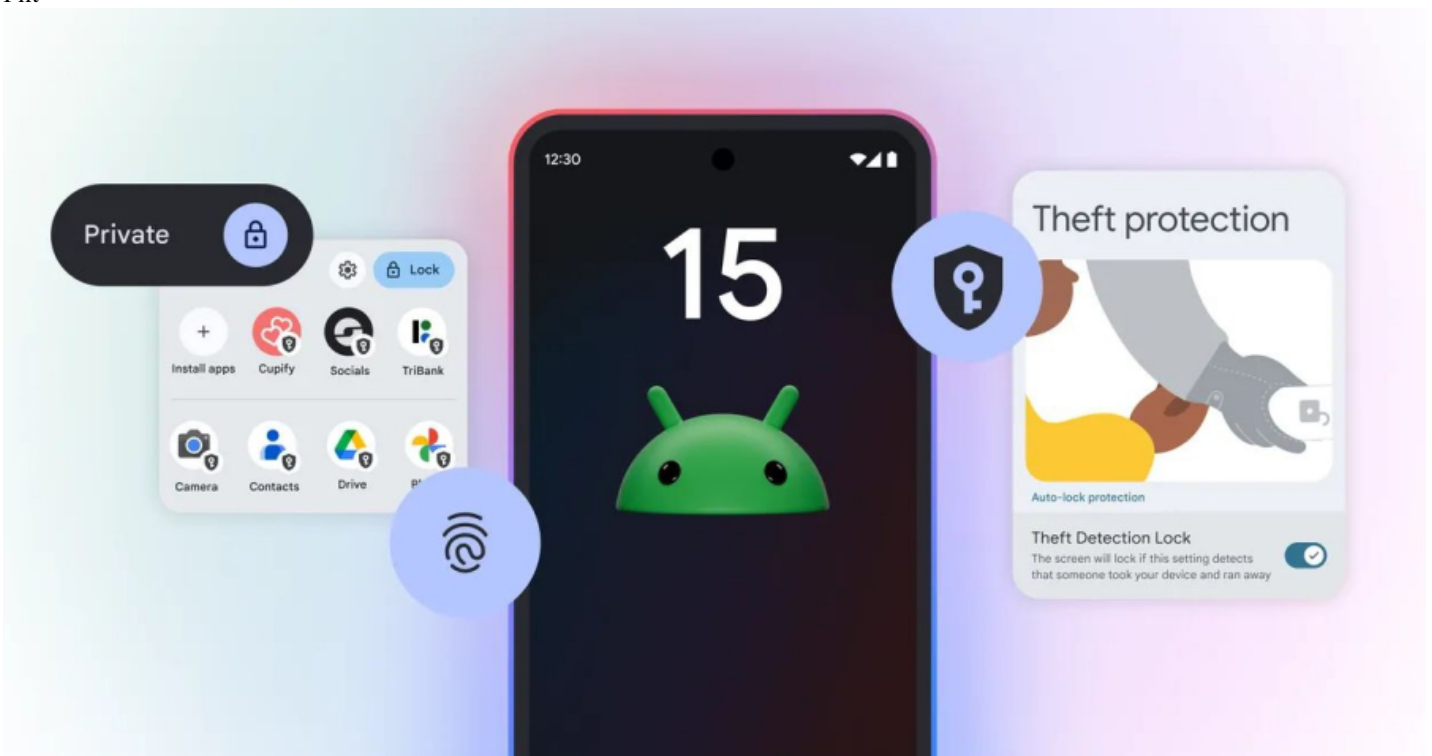 Private
Lock
Install apps
Cupify
Socials
TriBank
Camera
Contacts
Drive
12:30
15
Theft protection
Auto-lock protection
Theft Detection Lock
The screen will lock if this setting detects
that someone took your device and ran away